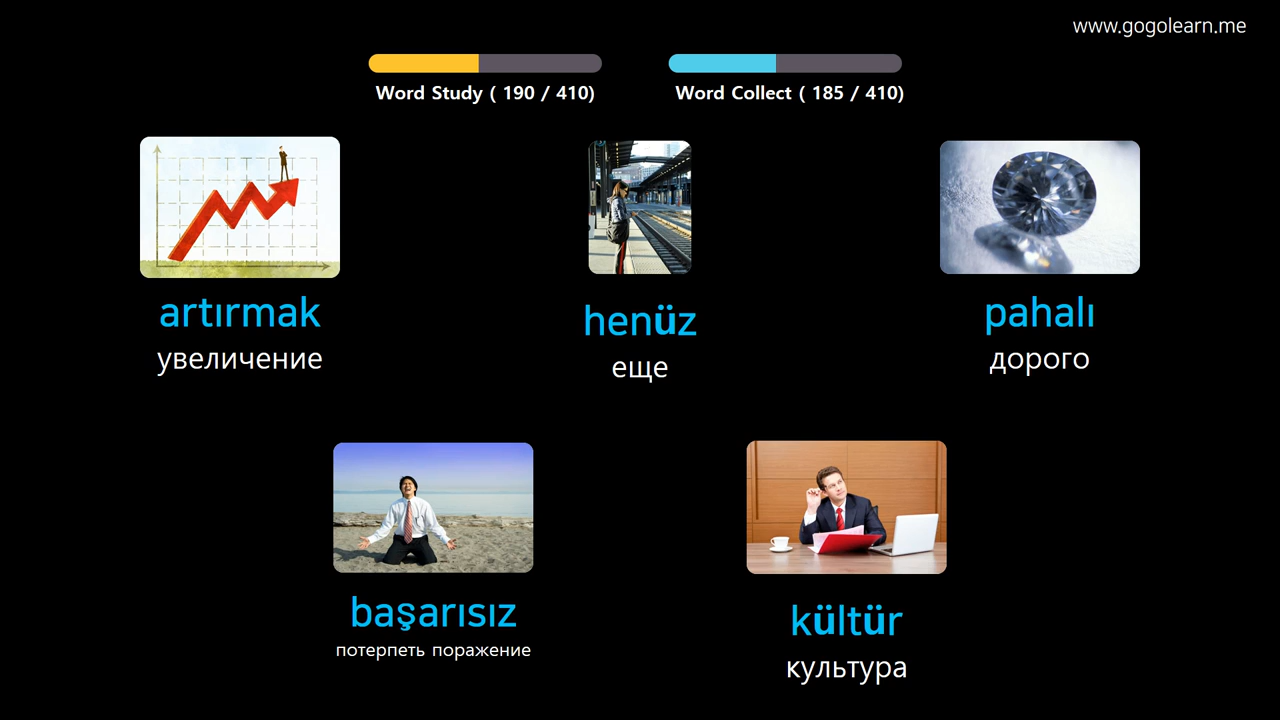 www.gogolearn.me
Word Study ( 190 / 410)
Word Collect ( 185 / 410)
artırmak
увеличение
henüz
еще
pahalı
дорого
başarısız
потерпеть поражение
kültür
культура